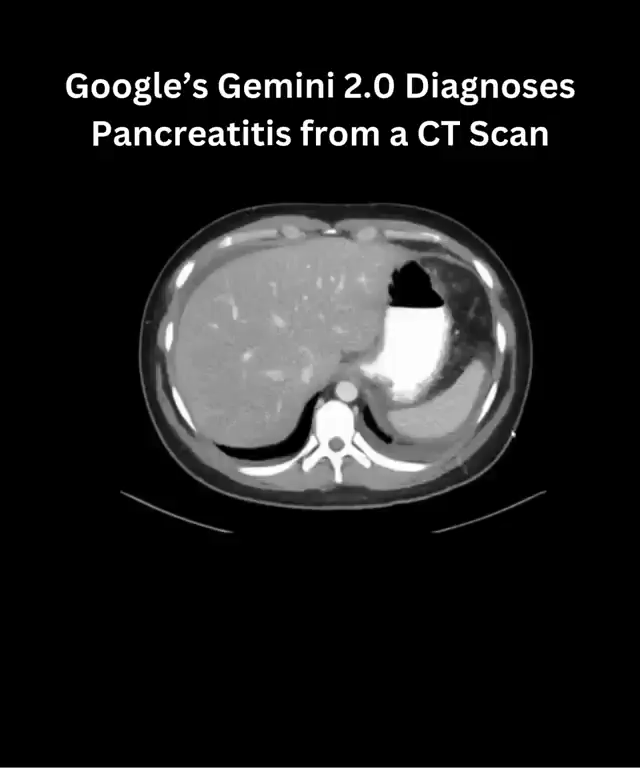 Google’s Gemini 2.0 Diagnoses
Pancreatitis from a CT Scan